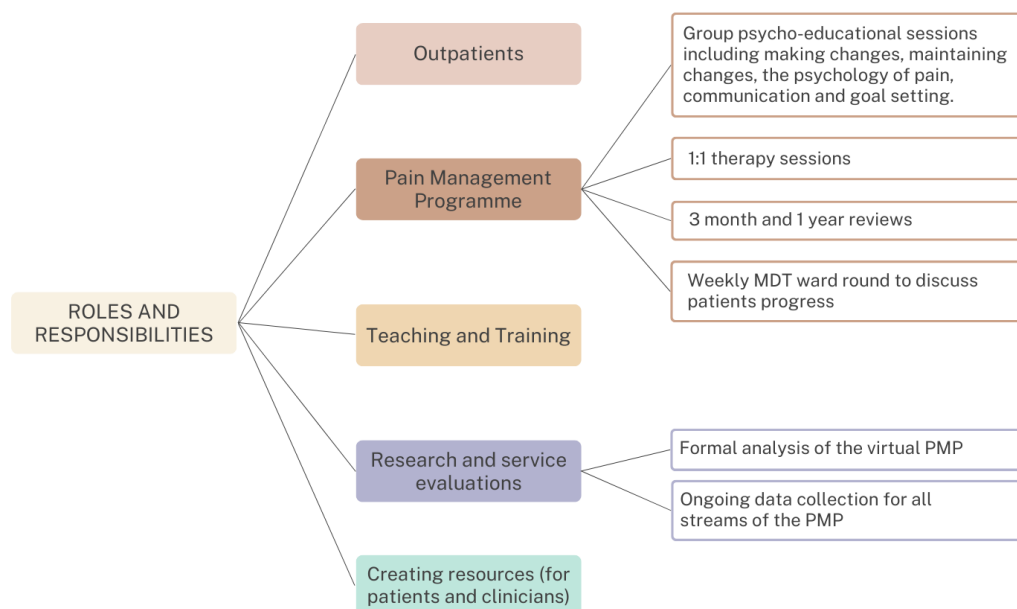 Outpatients
Group psycho-educational sessions
including making changes, maintaining
changes, the psychology of pain,
communication and goal setting.
Pain Management
Programme
1:1 therapy sessions
3 month and 1 year reviews
Weekly MDT ward round to discuss
patients progress
ROLES AND
RESPONSIBILITIES
Teaching and Training
Research and service
evaluations
Formal analysis of the virtual PMP
Ongoing data collection for all
streams of the PMP
Creating resources (for
patients and clinicians)